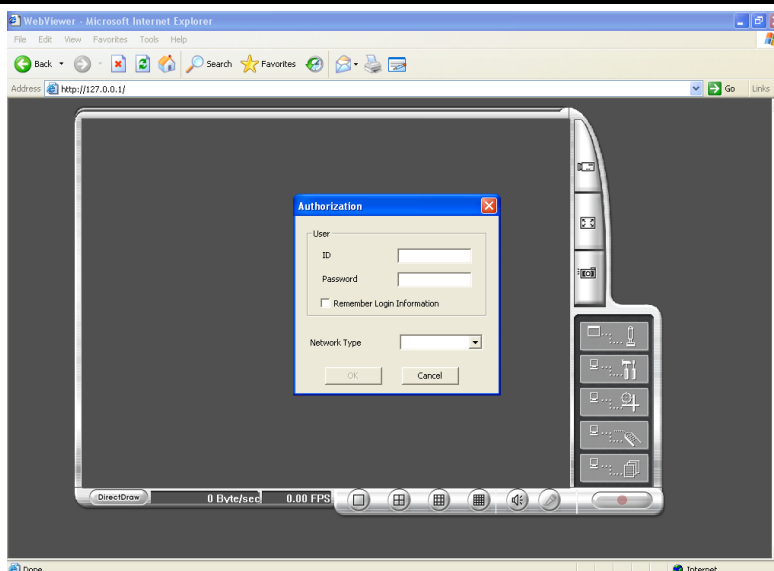 WebViewer - Microsoft Internet Explorer
File Edit View Favorites Tools Help
Back Search Favorites
Address http://127.0.0.1/ Go Links
Authorization
User
ID
Password
Remember Login Information
Network Type
OK Cancel
DirectDraw 0 Byte/sec 0.00 FPS
Done Internet